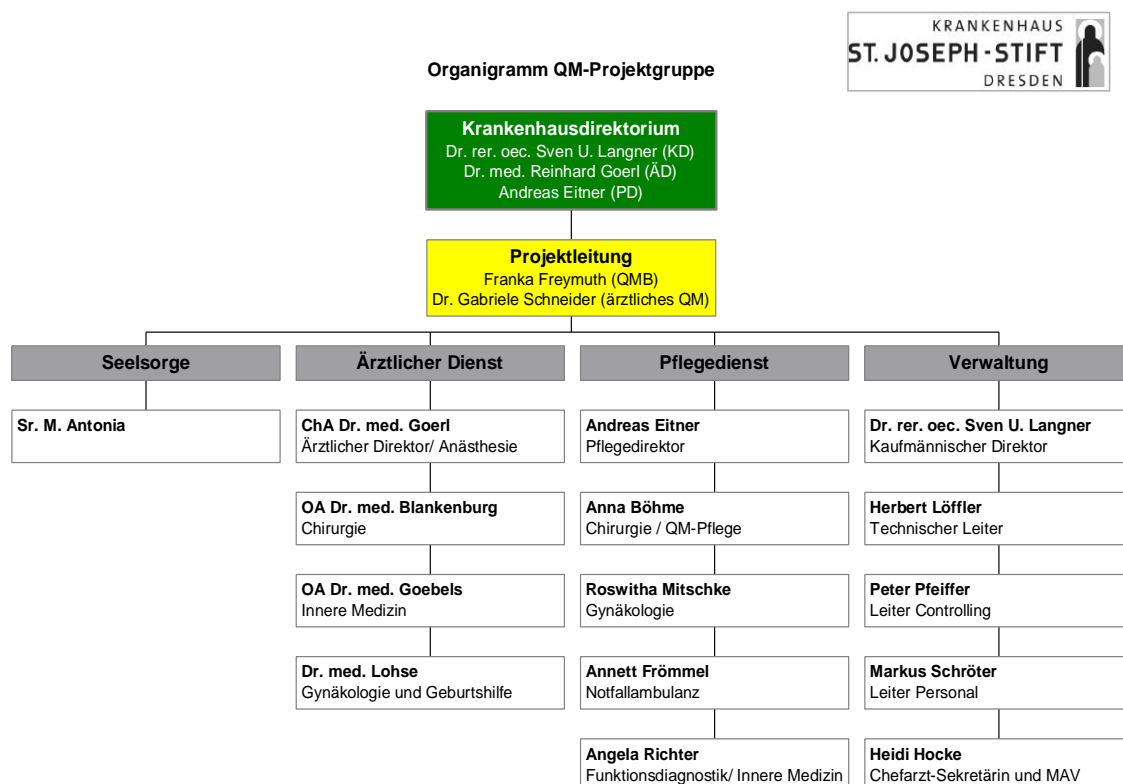 KRANKENHAUS
ST. JOSEPH-STIFT
DRESDEN
Organigramm QM-Projektgruppe
Krankenhausdirektorium
Dr. rer. oec. Sven U. Langner (KD)
Dr. med. Reinhard Goerl (ÄD)
Andreas Eitner (PD)
Projektleitung
Franka Freymuth (QMB)
Dr. Gabriele Schneider (ärztliches QM)
Seelsorge
Sr. M. Antonia
Ärztlicher Dienst
ChA Dr. med. Goerl
Ärztlicher Direktor/ Anästhesie
OA Dr. med. Blankenburg
Chirurgie
OA Dr. med. Goebels
Innere Medizin
Dr. med. Lohse
Gynäkologie und Geburtshilfe
Pflegedienst
Andreas Eitner
Pflegedirektor
Anna Böhme
Chirurgie / QM-Pflege
Roswitha Mitschke
Gynäkologie
Annett Frömmel
Notfallambulanz
Angela Richter
Funktionsdiagnostik/ Innere Medizin
Verwaltung
Dr. rer. oec. Sven U. Langner
Kaufmännischer Direktor
Herbert Löffler
Technischer Leiter
Peter Pfeiffer
Leiter Controlling
Markus Schröter
Leiter Personal
Heidi Hocke
Chefarzt-Sekretärin und MAV